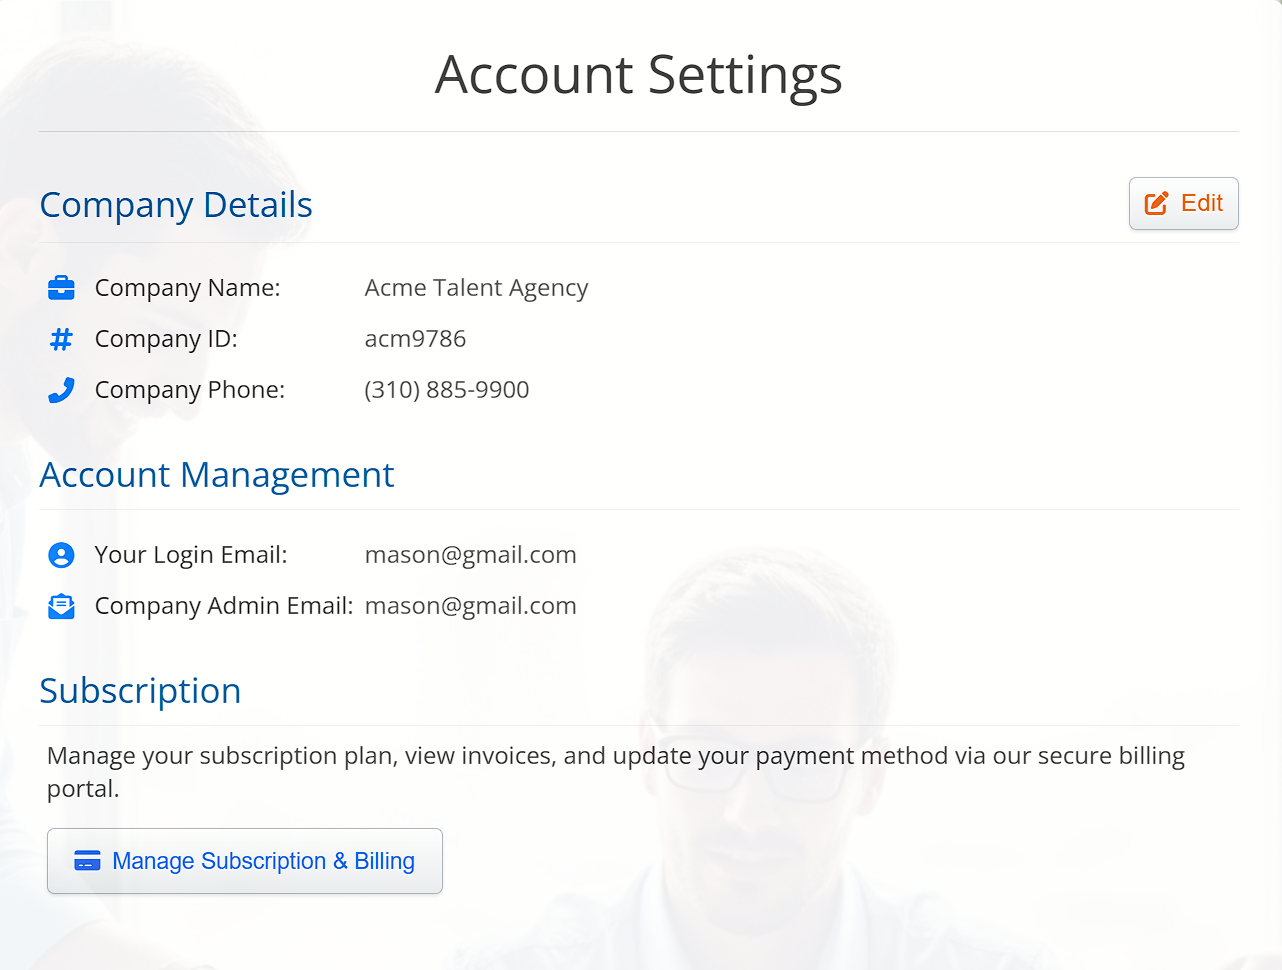 Account Settings
Company Details
Edit
Company Name: Acme Talent Agency
Company ID: acm9786
Company Phone: (310) 885-9900
Account Management
Your Login Email: mason@gmail.com
Company Admin Email: mason@gmail.com
Subscription
Manage your subscription plan, view invoices, and update your payment method via our secure billing
portal.
Manage Subscription & Billing